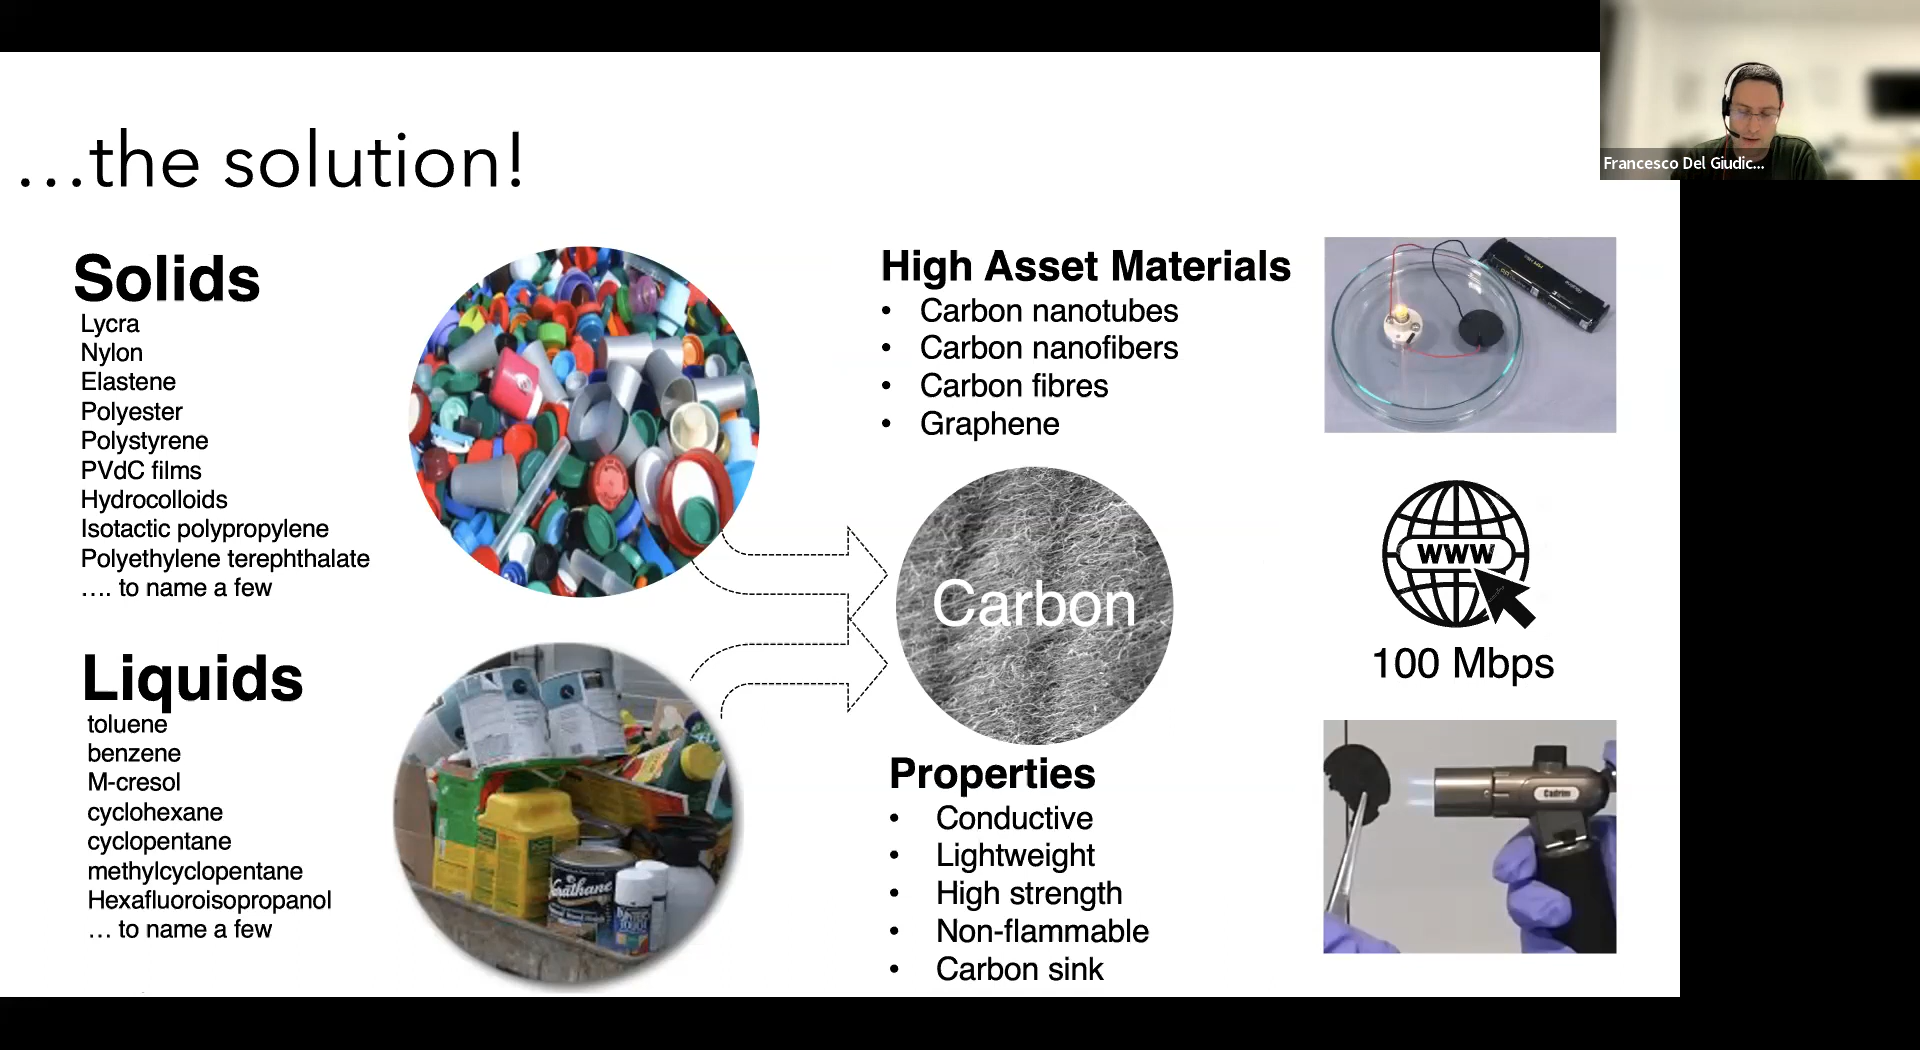 …the solution!
Francesco Del Giudic...
Solids
Lycra
Nylon
Elastene
Polyester
Polystyrene
PVdC films
Hydrocolloids
Isotactic polypropylene
Polyethylene terephthalate
…. to name a few
Liquids
toluene
benzene
M-cresol
cyclohexane
cyclopentane
methylcyclopentane
Hexafluoroisopropanol
… to name a few
High Asset Materials
• Carbon nanotubes
• Carbon nanofibers
• Carbon fibres
• Graphene
Carbon
Properties
• Conductive
• Lightweight
• High strength
• Non-flammable
• Carbon sink
WWW
100 Mbps
Cadrim